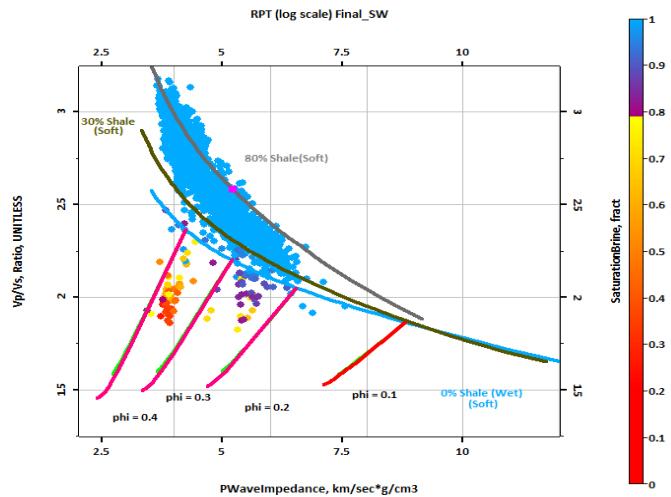 RPT (log scale) Final_SW
2.5 5 7.5 10
3
2.5
2
1.5
Vp/Vs_Ratio, UNITLESS
30% Shale
(Soft)
80% Shale(Soft)
0% Shale (Wet)
(Soft)
phi = 0.4
phi = 0.3
phi = 0.2
phi = 0.1
3
2.5
2
1.5
2.5 5 7.5 10
PWaveImpedance, km/sec*g/cm3
SaturationBrine, fract
1
0.9
0.8
0.7
0.6
0.5
0.4
0.3
0.2
0.1
0